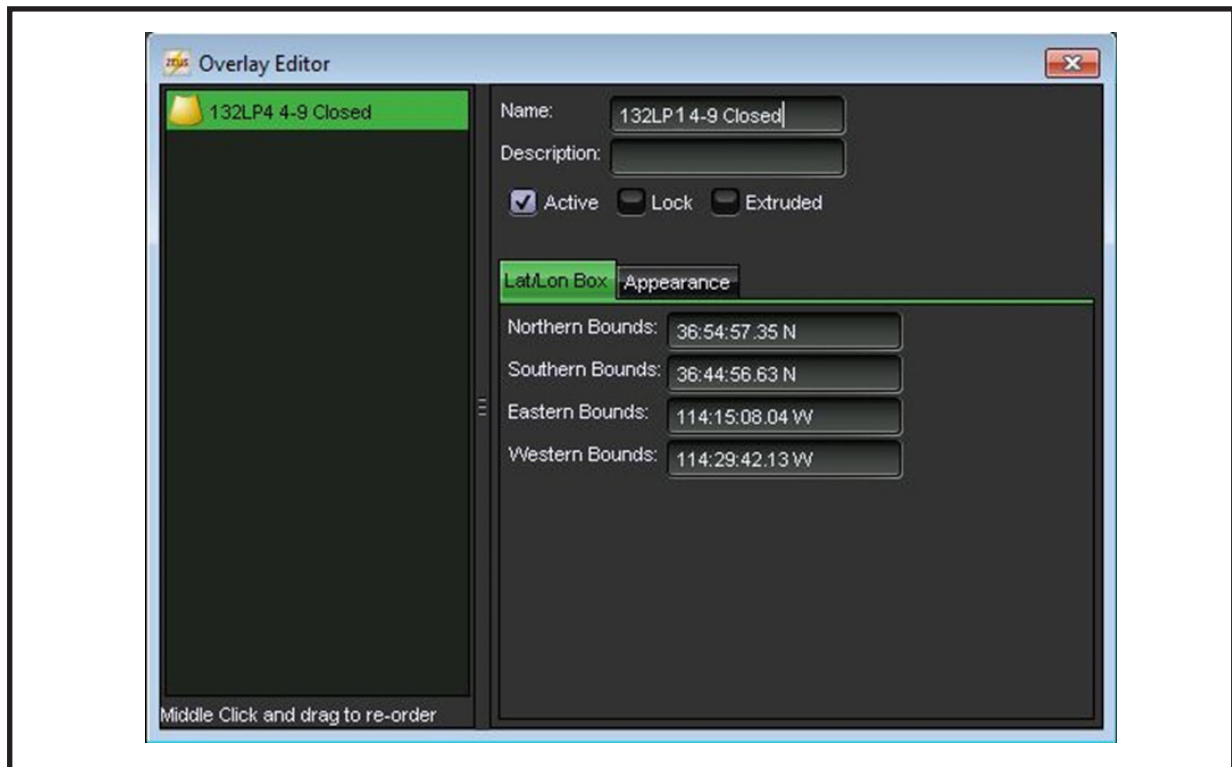 zeus Overlay Editor
132LP4 4-9 Closed
Middle Click and drag to re-order
Name: 132LP1 4-9 Closed
Description:
Active Lock Extruded
Lat/Lon Box Appearance
Northern Bounds: 36:54:57.35 N
Southern Bounds: 36:44:56.63 N
Eastern Bounds: 114:15:08.04 W
Western Bounds: 114:29:42.13 W